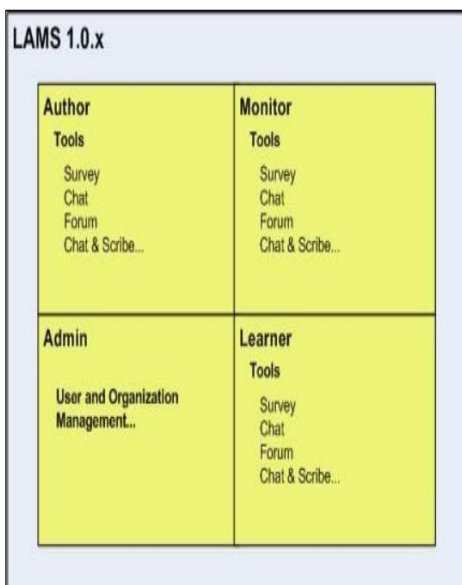 LAMS 1.0.x
Author
Tools
Survey
Chat
Forum
Chat & Scribe...
Monitor
Tools
Survey
Chat
Forum
Chat & Scribe...
Admin
User and Organization
Management...
Learner
Tools
Survey
Chat
Forum
Chat & Scribe...